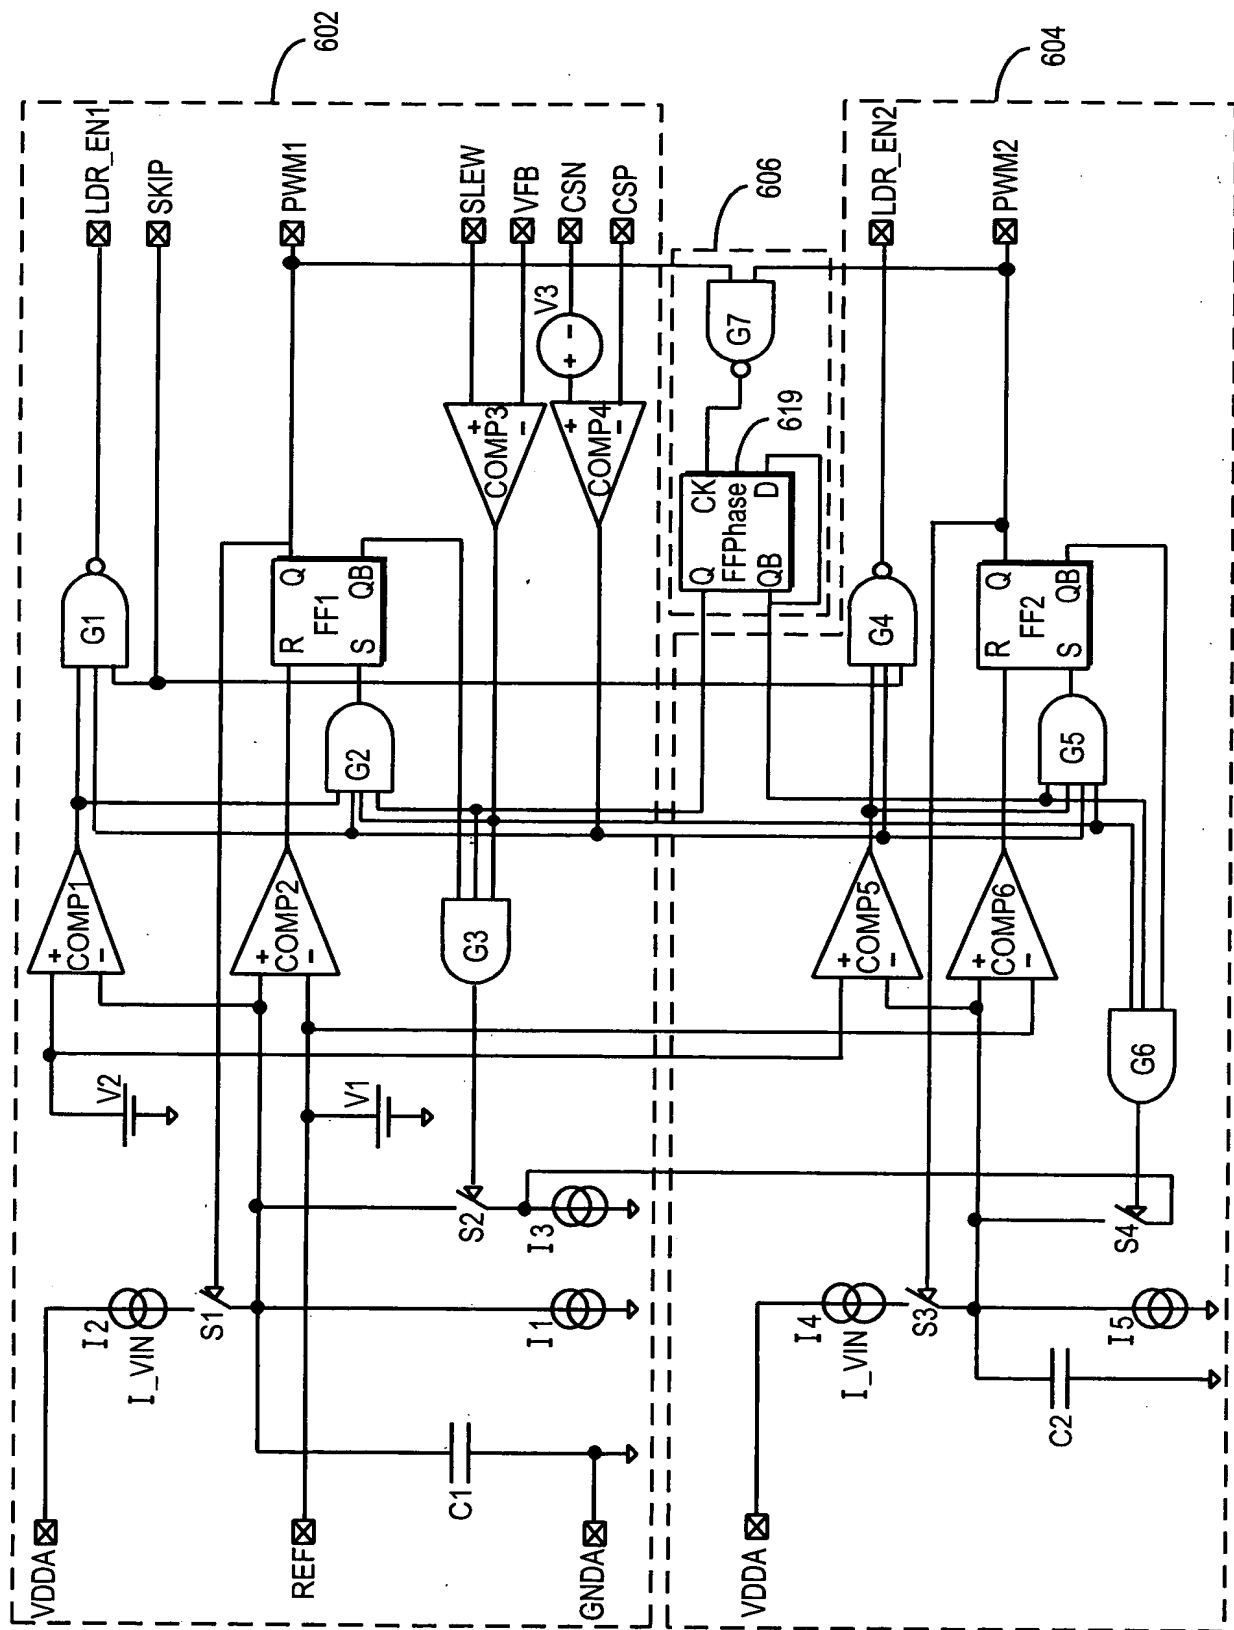 602
LDR_EN1
SKIP
PWM1
SLEW
VFB
CSN
CSP
V3
+ -
G1
Q
QB
R
S
FF1
G2
+
-
COMP3
+
-
COMP4
+
-
COMP1
+
-
COMP2
G3
V2
V1
S2
I3
S1
I1
I2
I_VIN
C1
VDDA
REF
GNDA
606
G7
619
CK
D
Q
QB
FFPhase
604
LDR_EN2
PWM2
G4
Q
QB
R
S
FF2
G5
+
-
COMP5
+
-
COMP6
G6
S4
S3
I4
I_VIN
I5
C2
VDDA